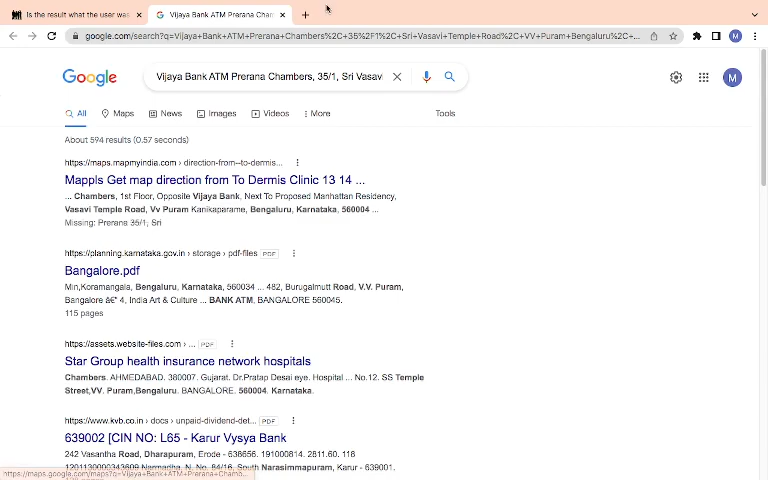 Is the result what the user was
Vijaya Bank ATM Prerana Cham
google.com/search?q=Vijaya+Bank+ATM+Prerana+Chambers%2C+35%2F1%2C+Sri+Vasavi+Temple+Road%2C+VV+Puram+Bengaluru%2C+...
M
Google
Vijaya Bank ATM Prerana Chambers, 35/1, Sri Vasavi
M
All
Maps
News
Images
Videos
More
Tools
About 594 results (0.57 seconds)
https://maps.mapmyindia.com › direction-from--to-dermis...
Mappls Get map direction from To Dermis Clinic 13 14 ...
... Chambers, 1st Floor, Opposite Vijaya Bank, Next To Proposed Manhattan Residency,
Vasavi Temple Road, Vv Puram Kanikaparame, Bengaluru, Karnataka, 560004 ...
Missing: Prerana 35/1, Sri
https://planning.karnataka.gov.in › storage › pdf-files PDF
Bangalore.pdf
Min,Koramangala, Bengaluru, Karnataka, 560034 ... 482, Burugalmutt Road, V.V. Puram,
Bangalore â€" 4, India Art & Culture ... BANK ATM, BANGALORE 560045.
115 pages
https://assets.website-files.com › ... PDF
Star Group health insurance network hospitals
Chambers. AHMEDABAD. 380007. Gujarat. Dr.Pratap Desai eye. Hospital ... No.12. SS Temple
Street,VV. Puram,Bengaluru. BANGALORE. 560004. Karnataka.
https://www.kvb.co.in › docs › unpaid-dividend-det... PDF
639002 [CIN NO: L65 - Karur Vysya Bank
242 Vasantha Road, Dharapuram, Erode - 638656. 191000814. 2811.60. 118
1201130000343609 Narmadha. N. No. 84/16, South Narasimmapuram, Karur - 639001.
https://maps.google.com/maps?q=Vijaya+Bank+ATM+Prerana+Chamb...